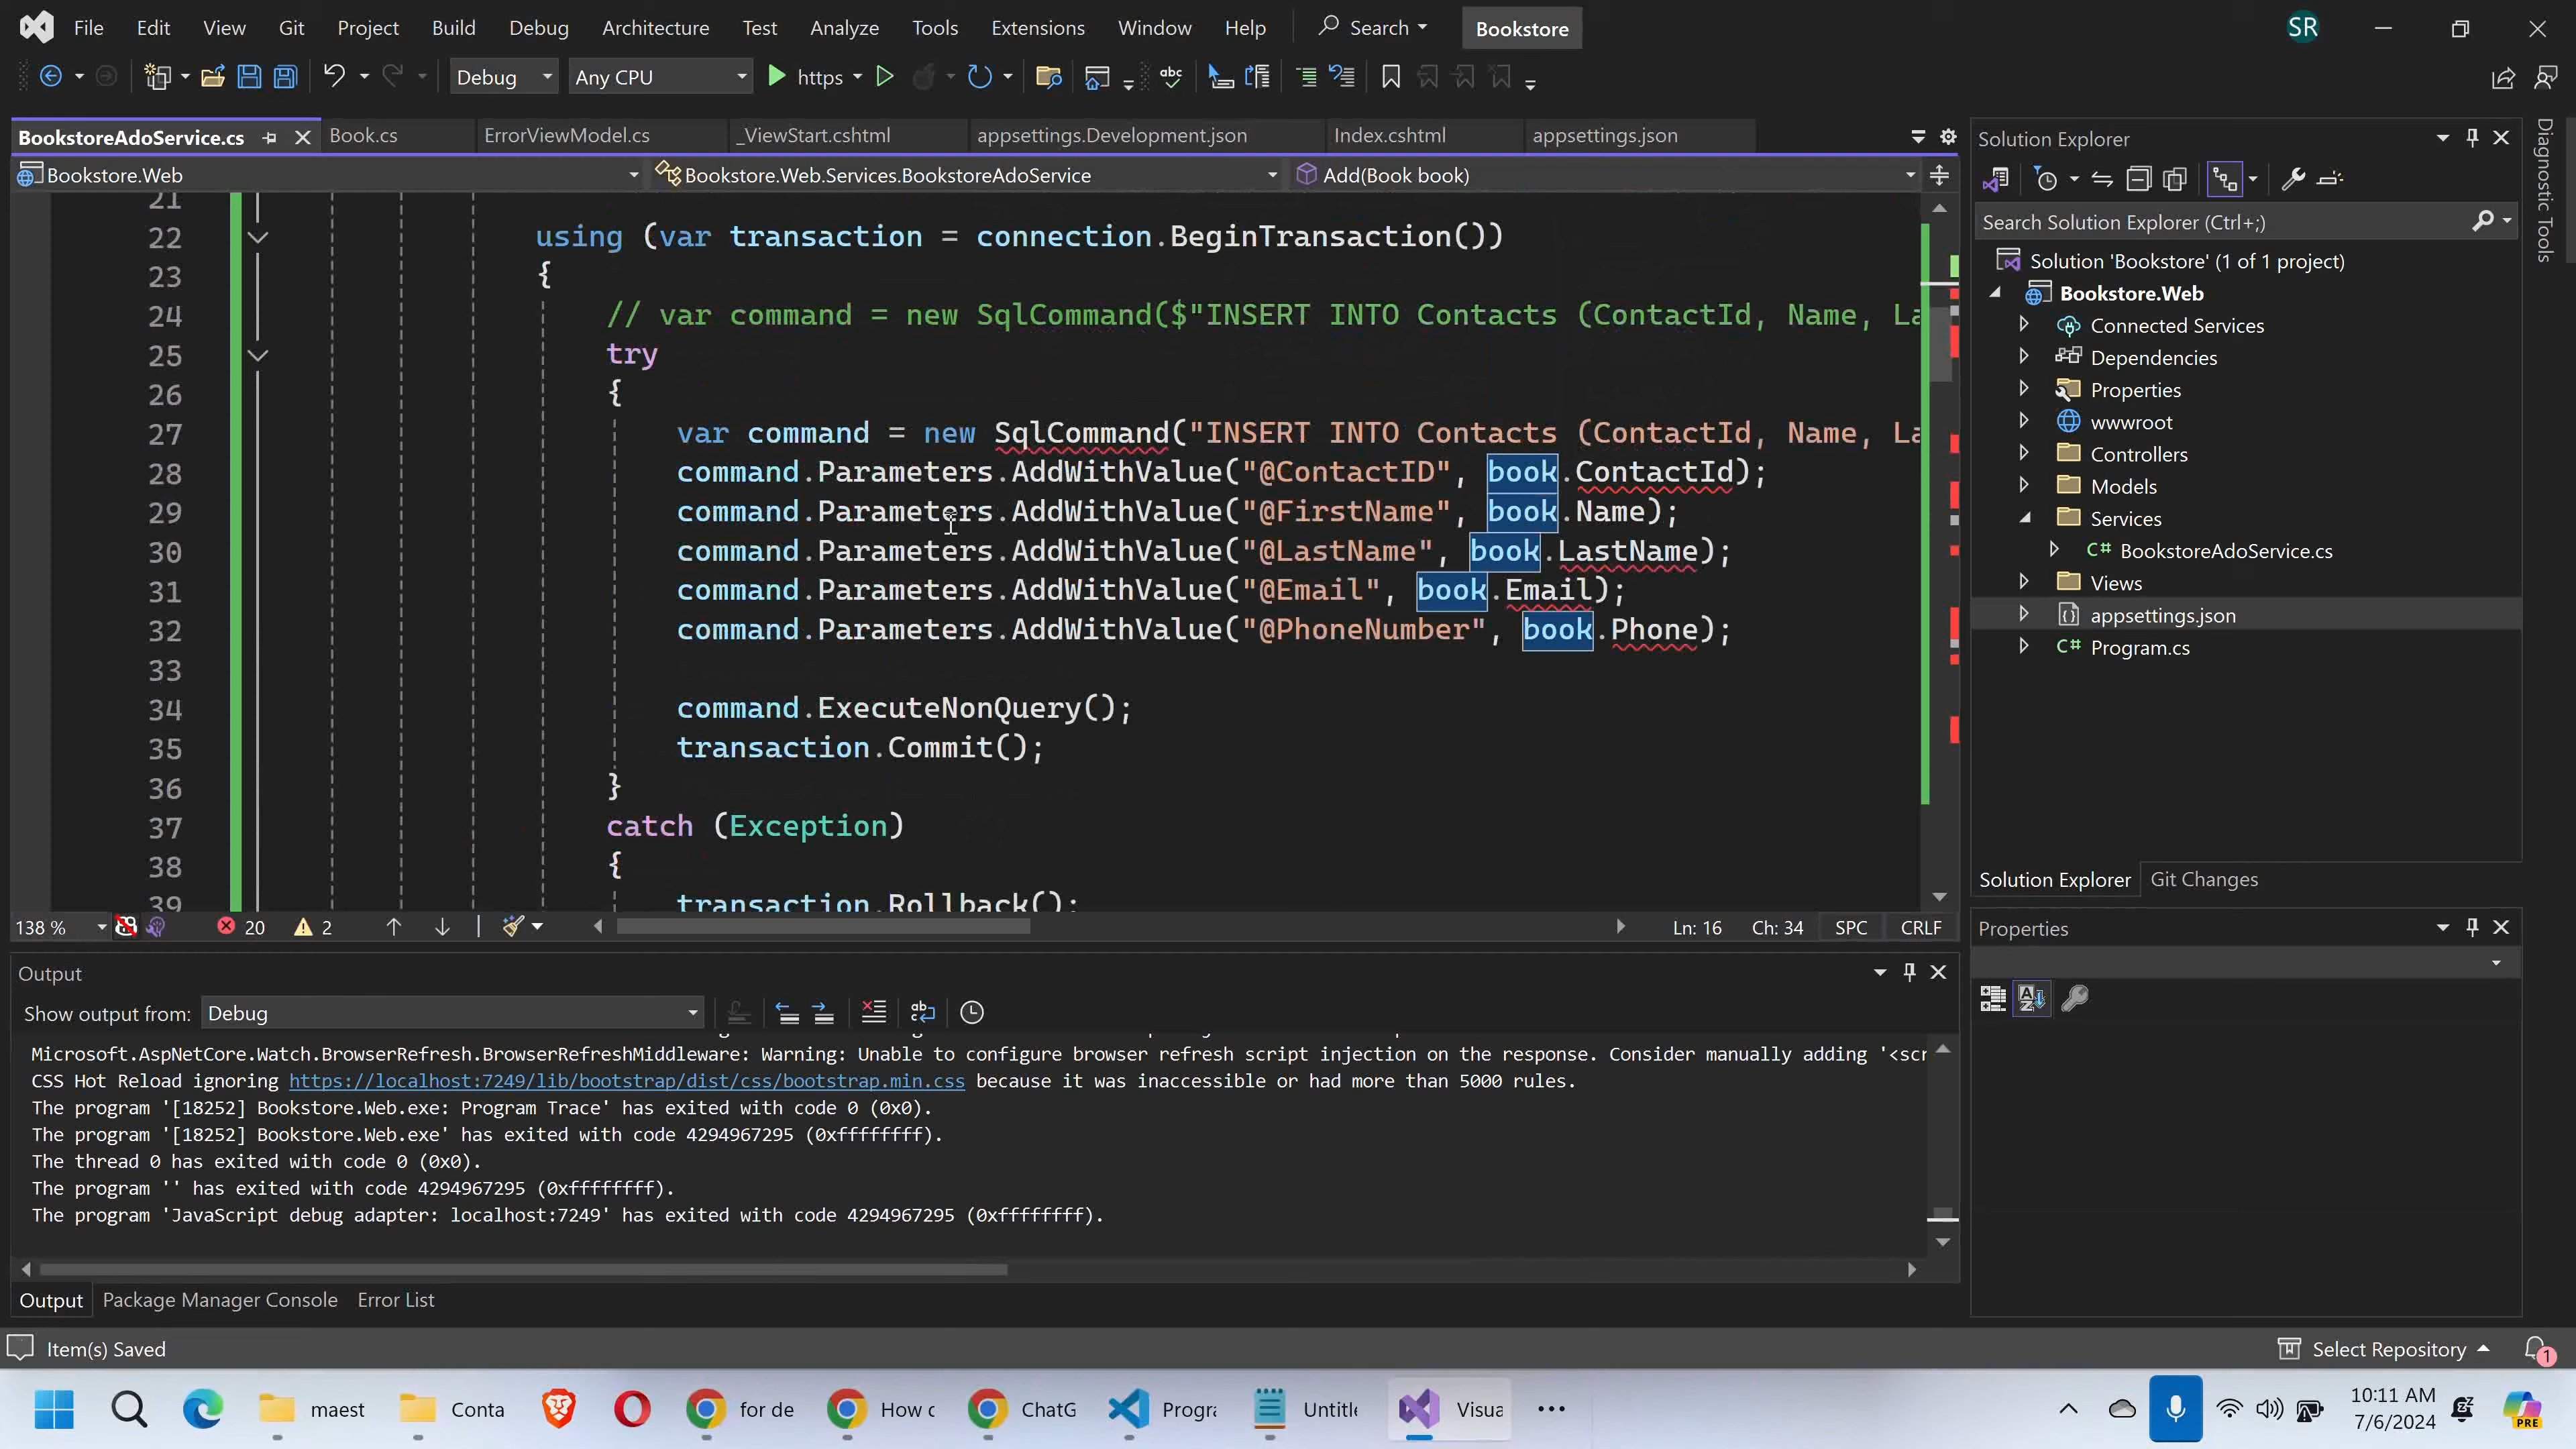 File Edit View Git Project Build Debug Architecture Test Analyze Tools Extensions Window Help Search Bookstore SR
Debug Any CPU https abc
BookstoreAdoService.cs Book.cs ErrorViewModel.cs _ViewStart.cshtml appsettings.Development.json Index.cshtml appsettings.json
Bookstore.Web Bookstore.Web.Services.BookstoreAdoService Add(Book book)
21
22 using (var transaction = connection.BeginTransaction())
23 {
24 // var command = new SqlCommand($"INSERT INTO Contacts (ContactId, Name, La
25 try
26 {
27 var command = new SqlCommand("INSERT INTO Contacts (ContactId, Name, La
28 command.Parameters.AddWithValue("@ContactID", book.ContactId);
29 command.Parameters.AddWithValue("@FirstName", book.Name);
30 command.Parameters.AddWithValue("@LastName", book.LastName);
31 command.Parameters.AddWithValue("@Email", book.Email);
32 command.Parameters.AddWithValue("@PhoneNumber", book.Phone);
33
34 command.ExecuteNonQuery();
35 transaction.Commit();
36 }
37 catch (Exception)
38 {
39 transaction.Rollback();
138 % 20 2 Ln: 16 Ch: 34 SPC CRLF
Output
Show output from: Debug
Microsoft.AspNetCore.Watch.BrowserRefresh.BrowserRefreshMiddleware: Warning: Unable to configure browser refresh script injection on the response. Consider manually adding '<scr
CSS Hot Reload ignoring https://localhost:7249/lib/bootstrap/dist/css/bootstrap.min.css because it was inaccessible or had more than 5000 rules.
The program '[18252] Bookstore.Web.exe: Program Trace' has exited with code 0 (0x0).
The program '[18252] Bookstore.Web.exe' has exited with code 4294967295 (0xffffffff).
The thread 0 has exited with code 0 (0x0).
The program '' has exited with code 4294967295 (0xffffffff).
The program 'JavaScript debug adapter: localhost:7249' has exited with code 4294967295 (0xffffffff).
Output Package Manager Console Error List
Solution Explorer
Search Solution Explorer (Ctrl+;)
Solution 'Bookstore' (1 of 1 project)
Bookstore.Web
Connected Services
Dependencies
Properties
wwwroot
Controllers
Models
Services
C# BookstoreAdoService.cs
Views
appsettings.json
C# Program.cs
Solution Explorer Git Changes
Properties
Diagnostic Tools
Item(s) Saved Select Repository 1
maest Conta for de How c ChatG Progra Untitle Visua 10:11 AM
7/6/2024
PRE